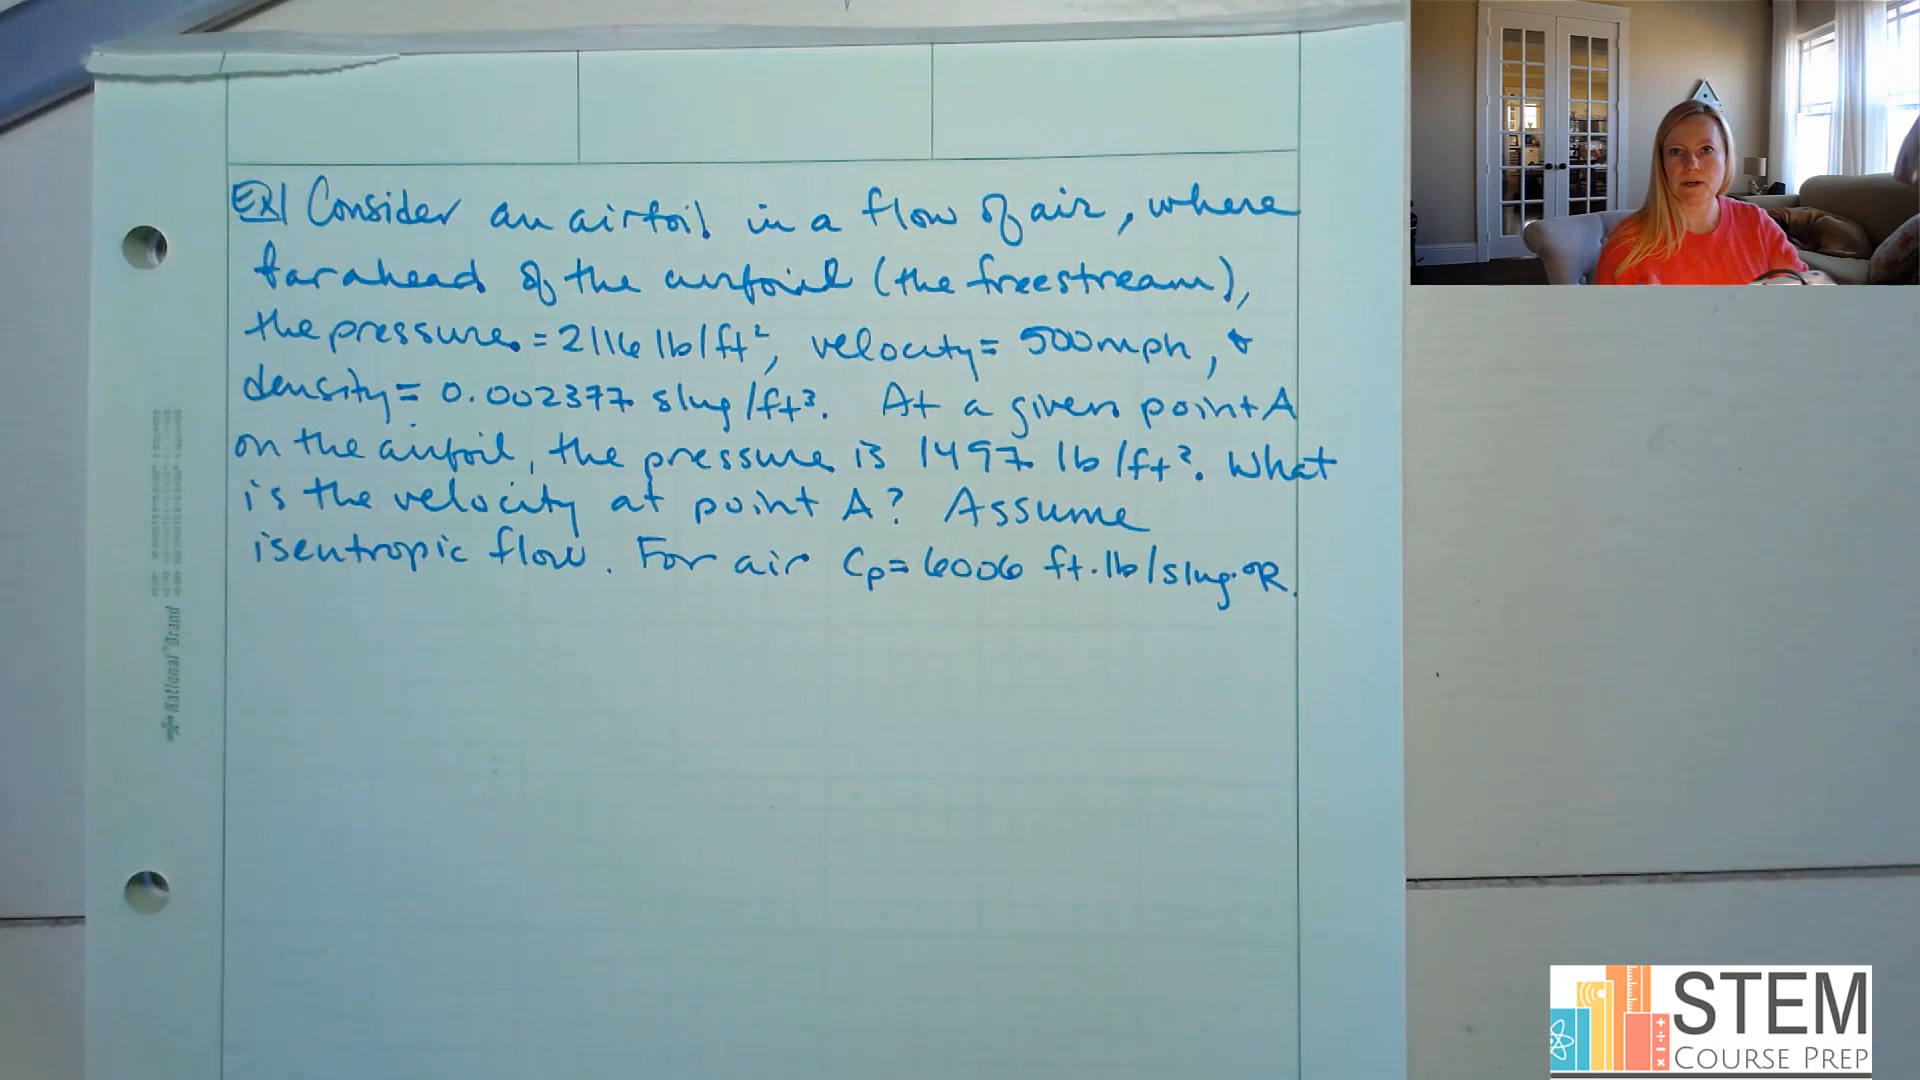 EX1 Consider an airfoil in a flow of air, where
far ahead of the airfoil (the freestream),
the pressure = 2116 lb/ft², velocity = 500mph, &
density = 0.002377 slug/ft³. At a given point A
on the airfoil, the pressure is 1497 lb/ft². What
is the velocity at point A? Assume
isentropic flow. For air Cp = 6006 ft·lb/slug·°R.
National® Brand
STEM
COURSE PREP